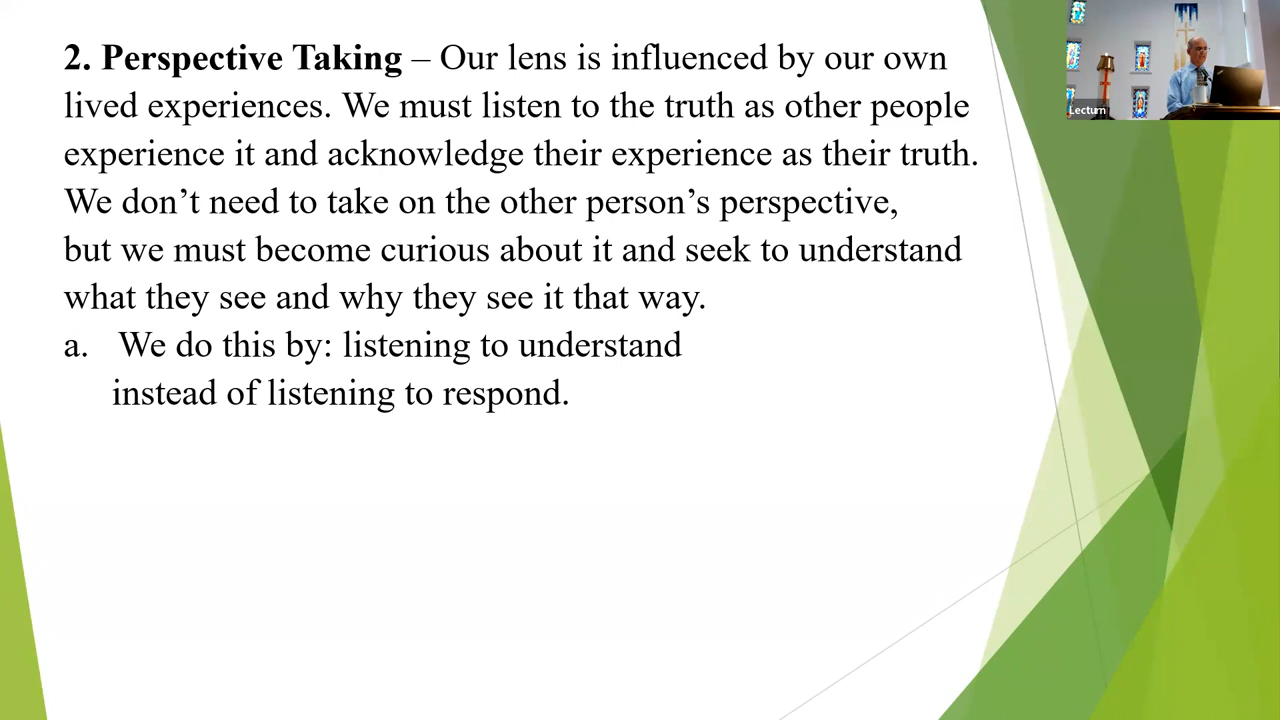 2. Perspective Taking – Our lens is influenced by our own
lived experiences. We must listen to the truth as other people
experience it and acknowledge their experience as their truth.
We don’t need to take on the other person’s perspective,
but we must become curious about it and seek to understand
what they see and why they see it that way.
a. We do this by: listening to understand
instead of listening to respond.
Lecturn